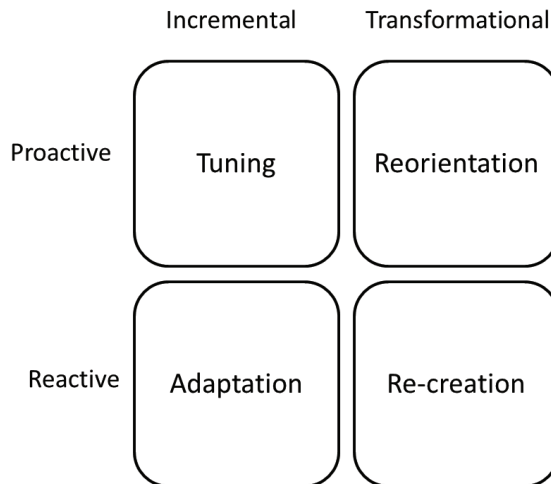 Incremental Transformational
Proactive Tuning Reorientation
Reactive Adaptation Re-creation